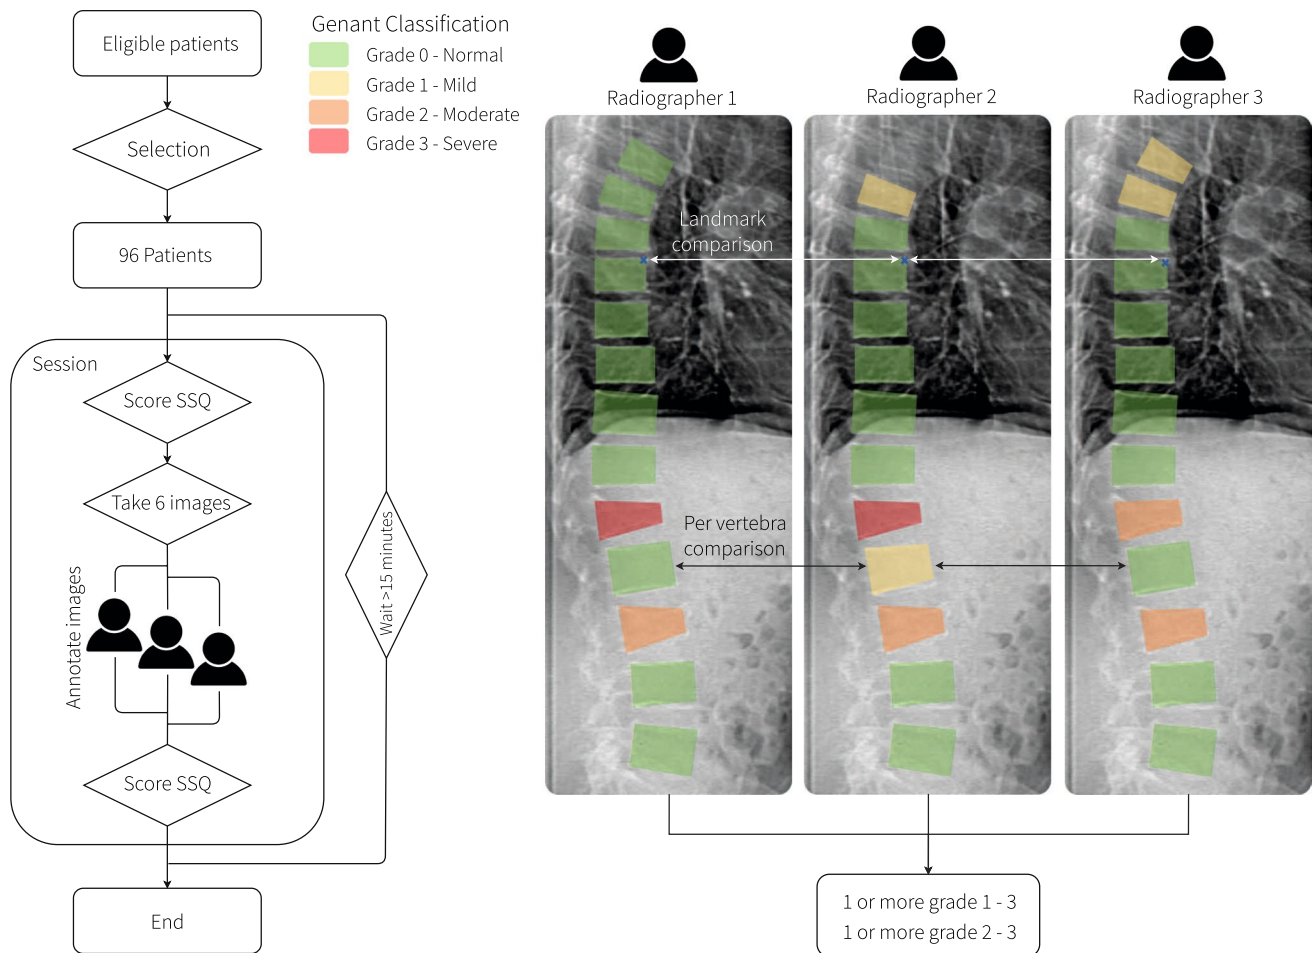 Eligible patients
Selection
96 Patients
Session
Score SSQ
Take 6 images
Annotate images
Score SSQ
Wait >15 minutes
End
Genant Classification
Grade 0 - Normal
Grade 1 - Mild
Grade 2 - Moderate
Grade 3 - Severe
Radiographer 1
Radiographer 2
Radiographer 3
Landmark
comparison
Per vertebra
comparison
1 or more grade 1 - 3
1 or more grade 2 - 3